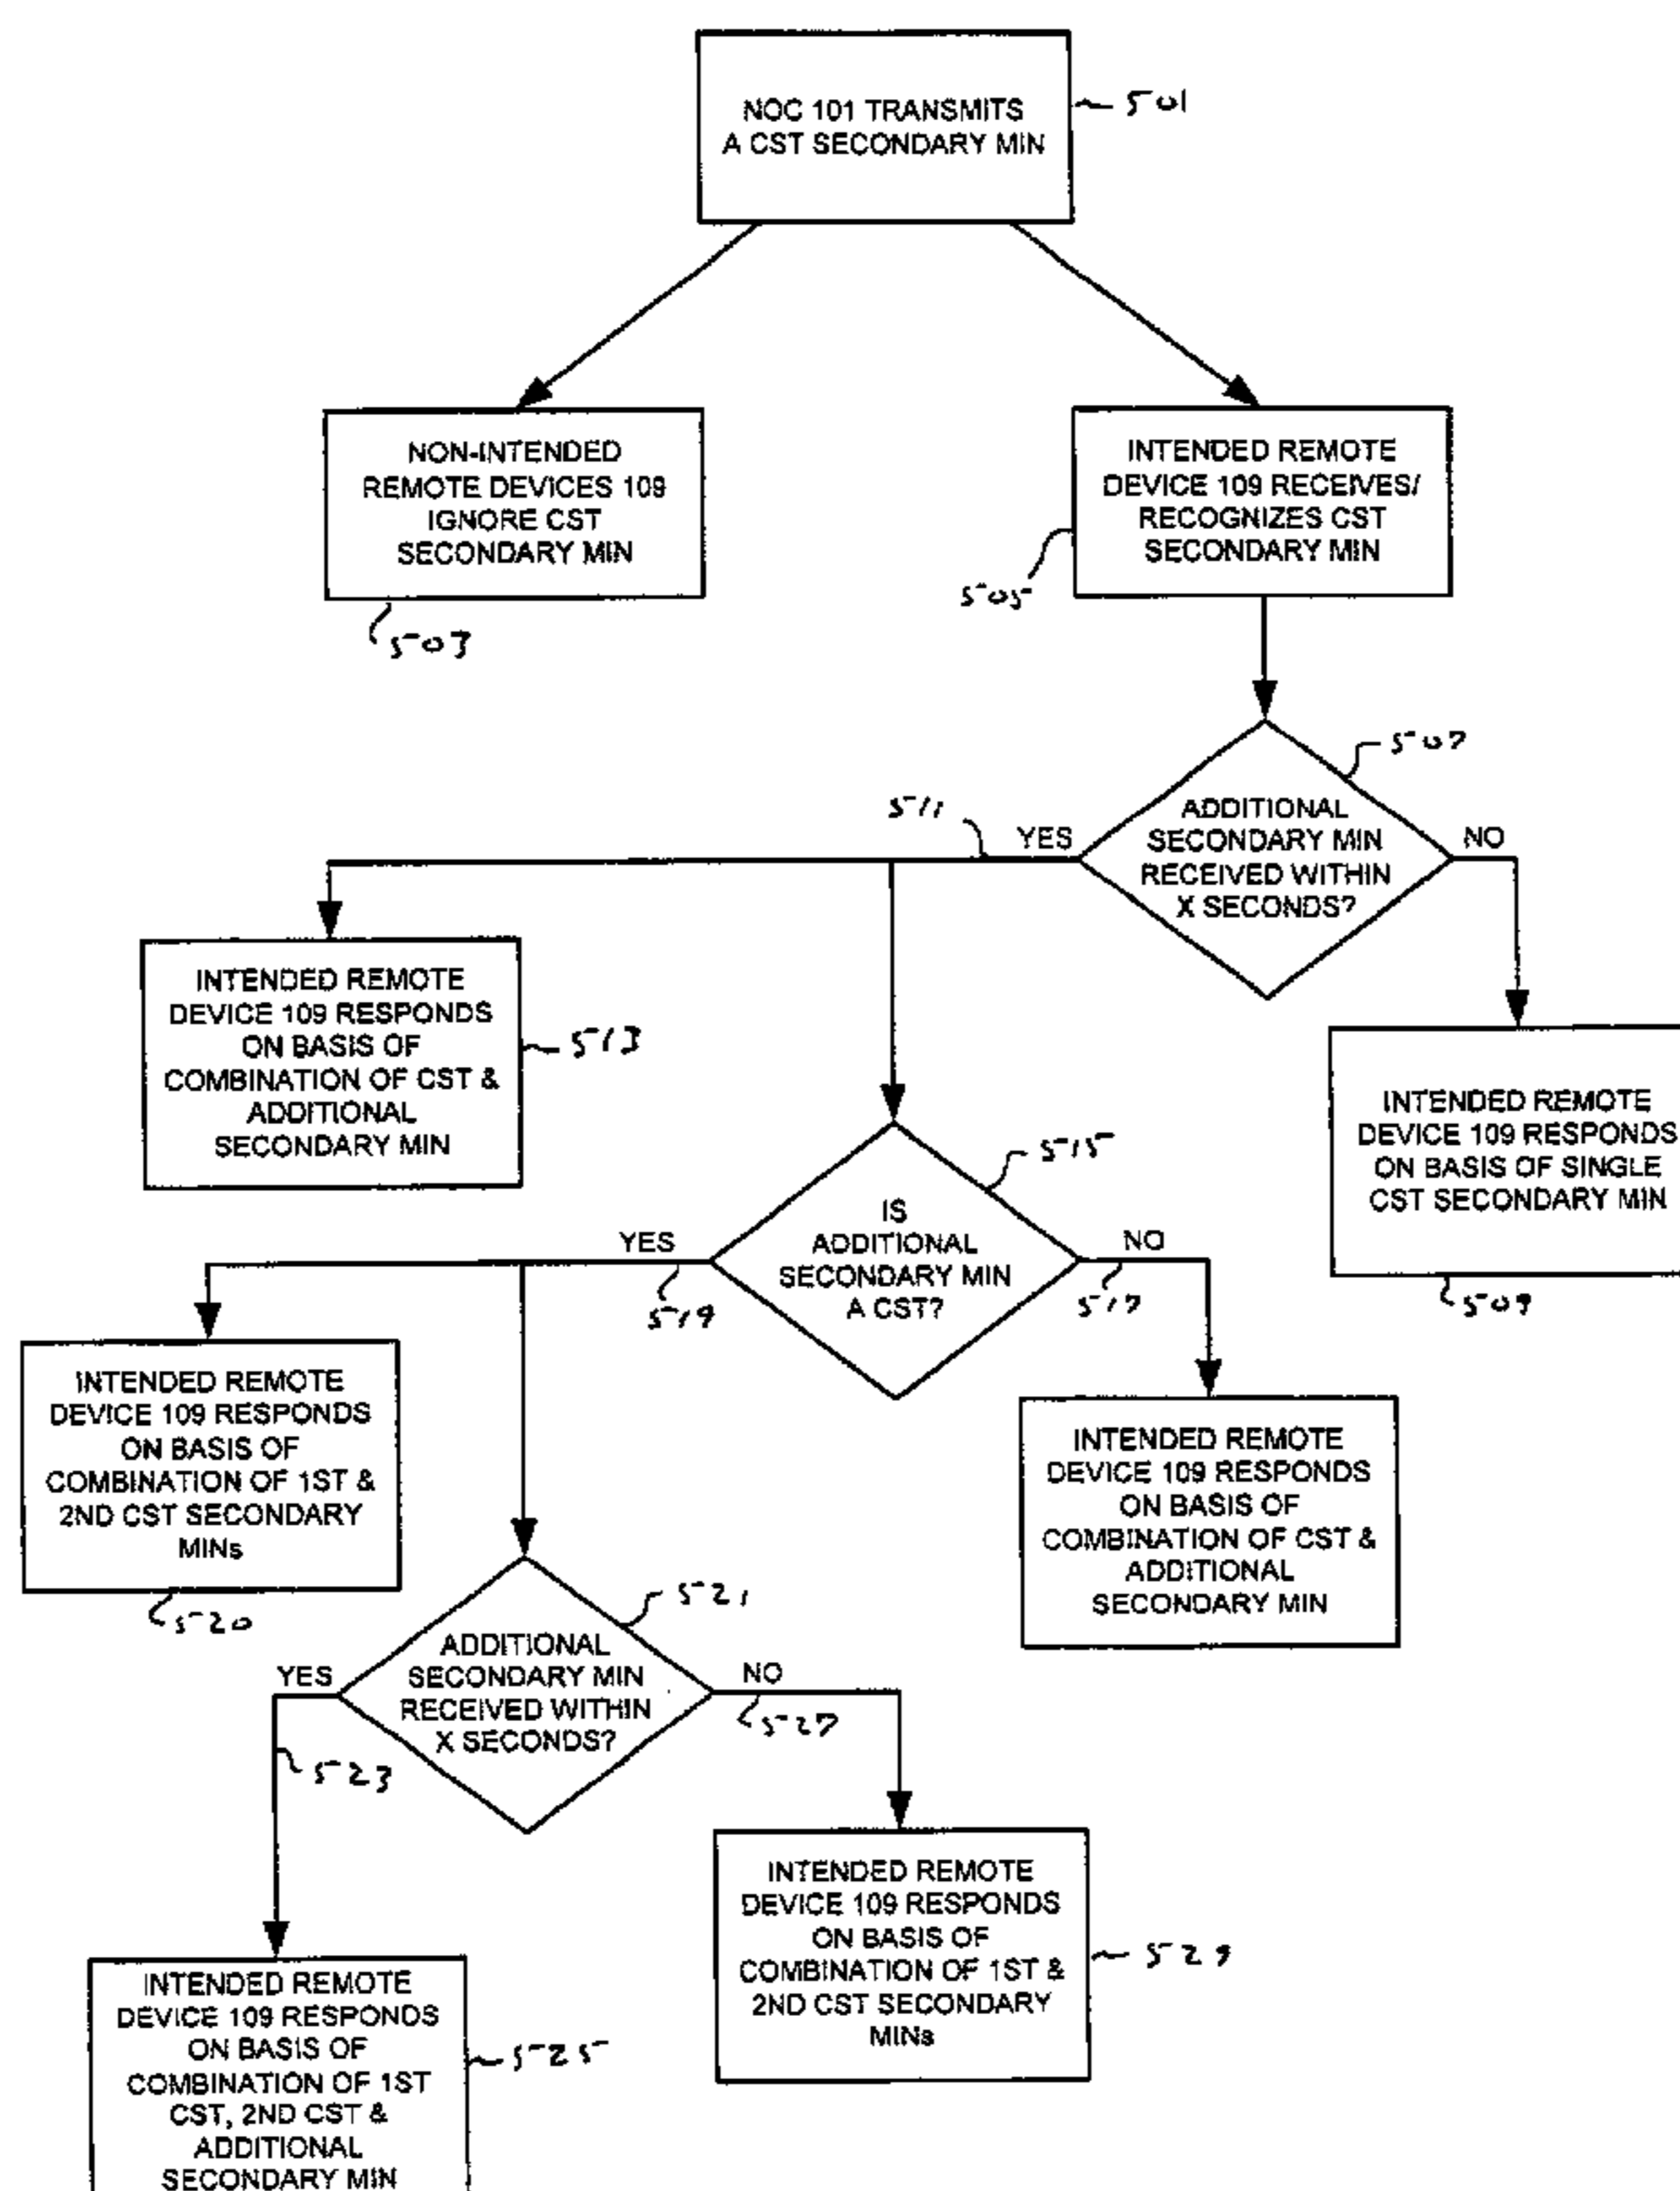 NOC 101 TRANSMITS
A CST SECONDARY MIN
501
NON-INTENDED
REMOTE DEVICES 109
IGNORE CST
SECONDARY MIN
503
INTENDED REMOTE
DEVICE 109 RECEIVES/
RECOGNIZES CST
SECONDARY MIN
505
ADDITIONAL
SECONDARY MIN
RECEIVED WITHIN
X SECONDS?
507
511
YES
NO
INTENDED REMOTE
DEVICE 109 RESPONDS
ON BASIS OF
COMBINATION OF CST &
ADDITIONAL
SECONDARY MIN
513
INTENDED REMOTE
DEVICE 109 RESPONDS
ON BASIS OF SINGLE
CST SECONDARY MIN
509
IS
ADDITIONAL
SECONDARY MIN
A CST?
515
YES
519
NO
517
INTENDED REMOTE
DEVICE 109 RESPONDS
ON BASIS OF
COMBINATION OF 1ST &
2ND CST SECONDARY
MINs
520
INTENDED REMOTE
DEVICE 109 RESPONDS
ON BASIS OF
COMBINATION OF CST &
ADDITIONAL
SECONDARY MIN
ADDITIONAL
SECONDARY MIN
RECEIVED WITHIN
X SECONDS?
521
YES
523
NO
527
INTENDED REMOTE
DEVICE 109 RESPONDS
ON BASIS OF
COMBINATION OF 1ST &
2ND CST SECONDARY
MINs
529
INTENDED REMOTE
DEVICE 109 RESPONDS
ON BASIS OF
COMBINATION OF 1ST
CST, 2ND CST &
ADDITIONAL
SECONDARY MIN
525